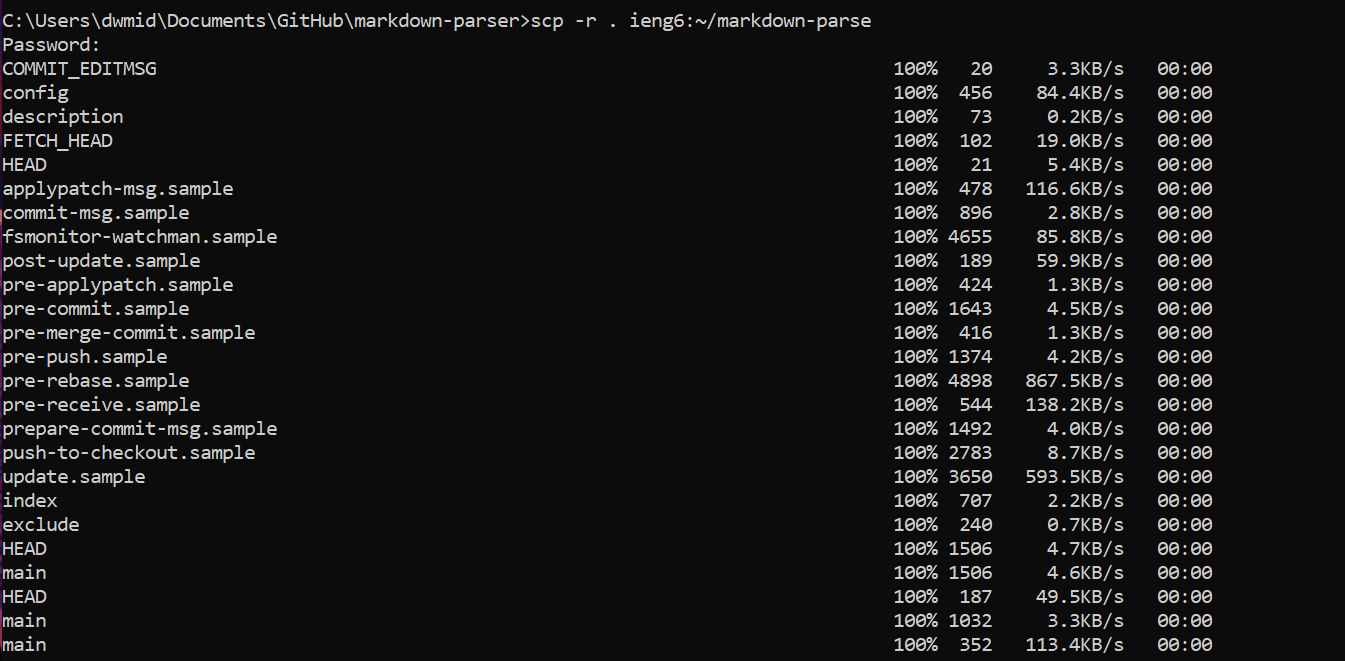 C:\Users\dwmid\Documents\GitHub\markdown-parser>scp -r . ieng6:~/markdown-parse
Password:
COMMIT_EDITMSG 100% 20 3.3KB/s 00:00
config 100% 456 84.4KB/s 00:00
description 100% 73 0.2KB/s 00:00
FETCH_HEAD 100% 102 19.0KB/s 00:00
HEAD 100% 21 5.4KB/s 00:00
applypatch-msg.sample 100% 478 116.6KB/s 00:00
commit-msg.sample 100% 896 2.8KB/s 00:00
fsmonitor-watchman.sample 100% 4655 85.8KB/s 00:00
post-update.sample 100% 189 59.9KB/s 00:00
pre-applypatch.sample 100% 424 1.3KB/s 00:00
pre-commit.sample 100% 1643 4.5KB/s 00:00
pre-merge-commit.sample 100% 416 1.3KB/s 00:00
pre-push.sample 100% 1374 4.2KB/s 00:00
pre-rebase.sample 100% 4898 867.5KB/s 00:00
pre-receive.sample 100% 544 138.2KB/s 00:00
prepare-commit-msg.sample 100% 1492 4.0KB/s 00:00
push-to-checkout.sample 100% 2783 8.7KB/s 00:00
update.sample 100% 3650 593.5KB/s 00:00
index 100% 707 2.2KB/s 00:00
exclude 100% 240 0.7KB/s 00:00
HEAD 100% 1506 4.7KB/s 00:00
main 100% 1506 4.6KB/s 00:00
HEAD 100% 187 49.5KB/s 00:00
main 100% 1032 3.3KB/s 00:00
main 100% 352 113.4KB/s 00:00